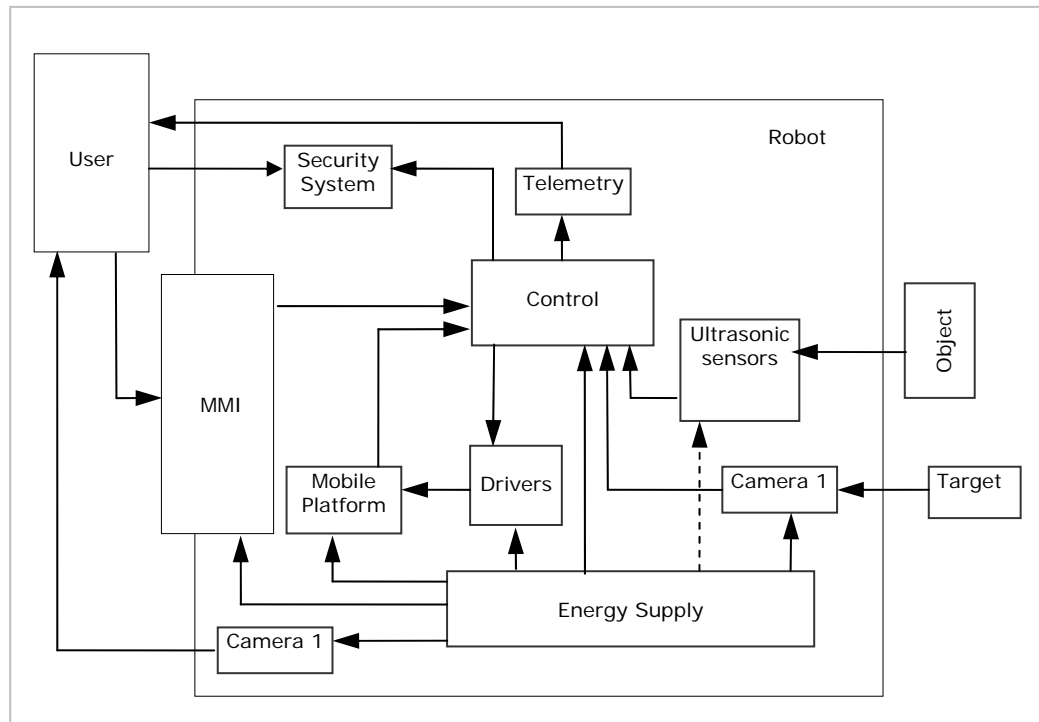 Robot
User
Security
System
Telemetry
Control
Ultrasonic
sensors
Object
MMI
Mobile
Platform
Drivers
Camera 1
Target
Energy Supply
Camera 1